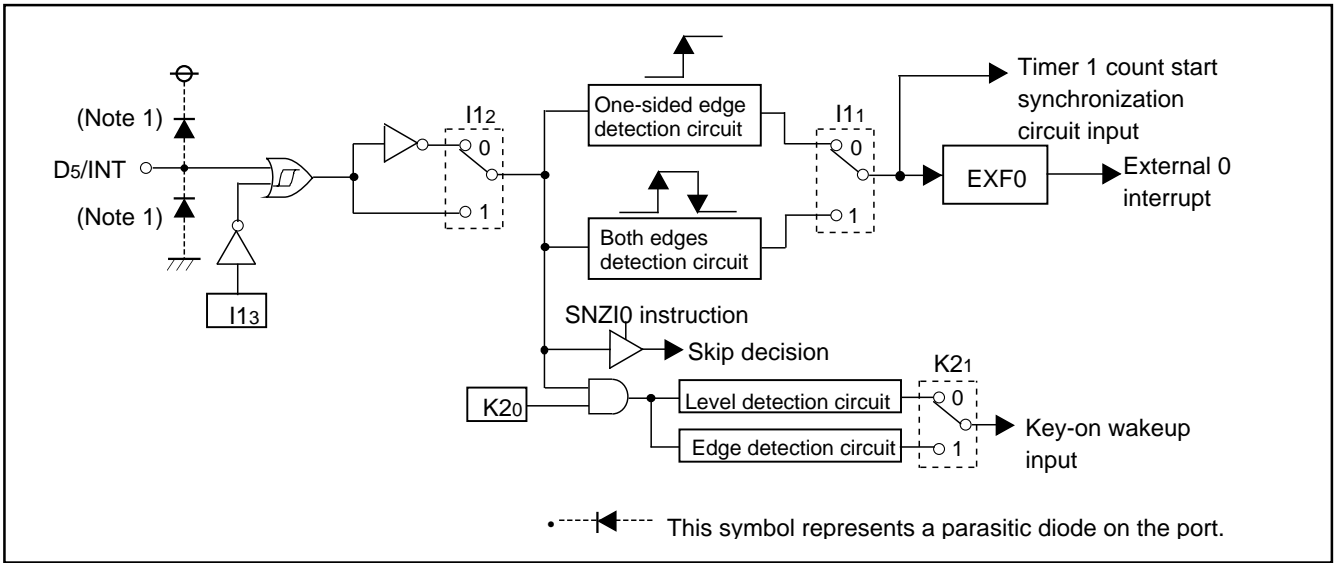 (Note 1)
D5/INT
(Note 1)
I13
I12
0
1
One-sided edge
detection circuit
Both edges
detection circuit
I11
0
1
Timer 1 count start
synchronization
circuit input
EXF0
External 0
interrupt
SNZI0 instruction
Skip decision
K20
Level detection circuit
Edge detection circuit
K21
0
1
Key-on wakeup
input
This symbol represents a parasitic diode on the port.